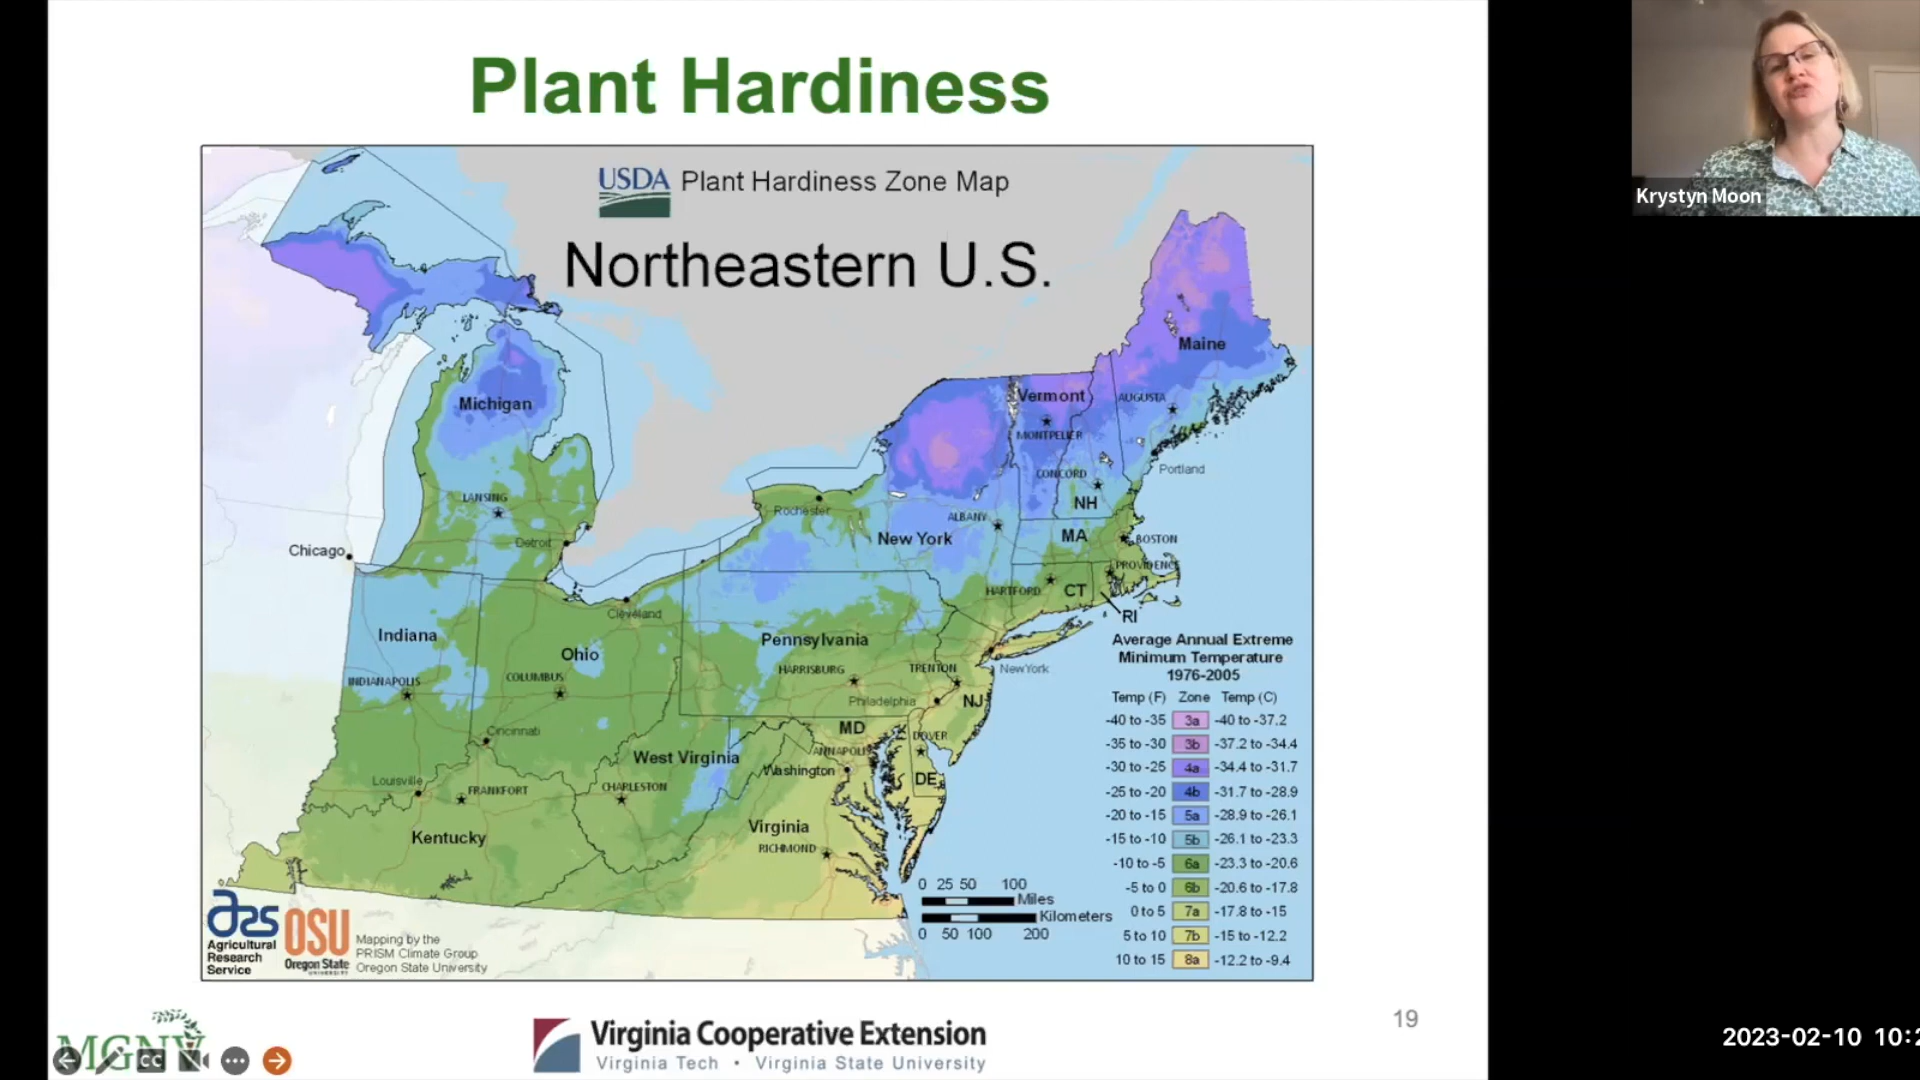 Plant Hardiness
USDA Plant Hardiness Zone Map
Northeastern U.S.
Krystyn Moon
Maine
Michigan
Vermont
AUGUSTA
MONTPELIER
Portland
CONCORD
LANSING
NH
Rochester
ALBANY
Detroit
New York
MA
BOSTON
Chicago
PROVIDENCE
HARTFORD
CT
RI
Cleveland
Indiana
Pennsylvania
Ohio
HARRISBURG
TRENTON
NewYork
INDIANAPOLIS
COLUMBUS
Philadelphia
NJ
MD
Cincinnati
DOVER
ANNAPOLIS
West Virginia
Washington
DE
Louisville
FRANKFORT
CHARLESTON
Virginia
Kentucky
RICHMOND
Average Annual Extreme
Minimum Temperature
1976-2005
Temp (F) Zone Temp (C)
-40 to -35 3a -40 to -37.2
-35 to -30 3b -37.2 to -34.4
-30 to -25 4a -34.4 to -31.7
-25 to -20 4b -31.7 to -28.9
-20 to -15 5a -28.9 to -26.1
-15 to -10 5b -26.1 to -23.3
-10 to -5 6a -23.3 to -20.6
-5 to 0 6b -20.6 to -17.8
0 to 5 7a -17.8 to -15
5 to 10 7b -15 to -12.2
10 to 15 8a -12.2 to -9.4
0 25 50 100
Miles
Kilometers
0 50 100 200
ars
Agricultural
Research
Service
OSU
Oregon State
UNIVERSITY
Mapping by the
PRISM Climate Group
Oregon State University
MGNV
CC
Virginia Cooperative Extension
Virginia Tech • Virginia State University
19
2023-02-10 10:2